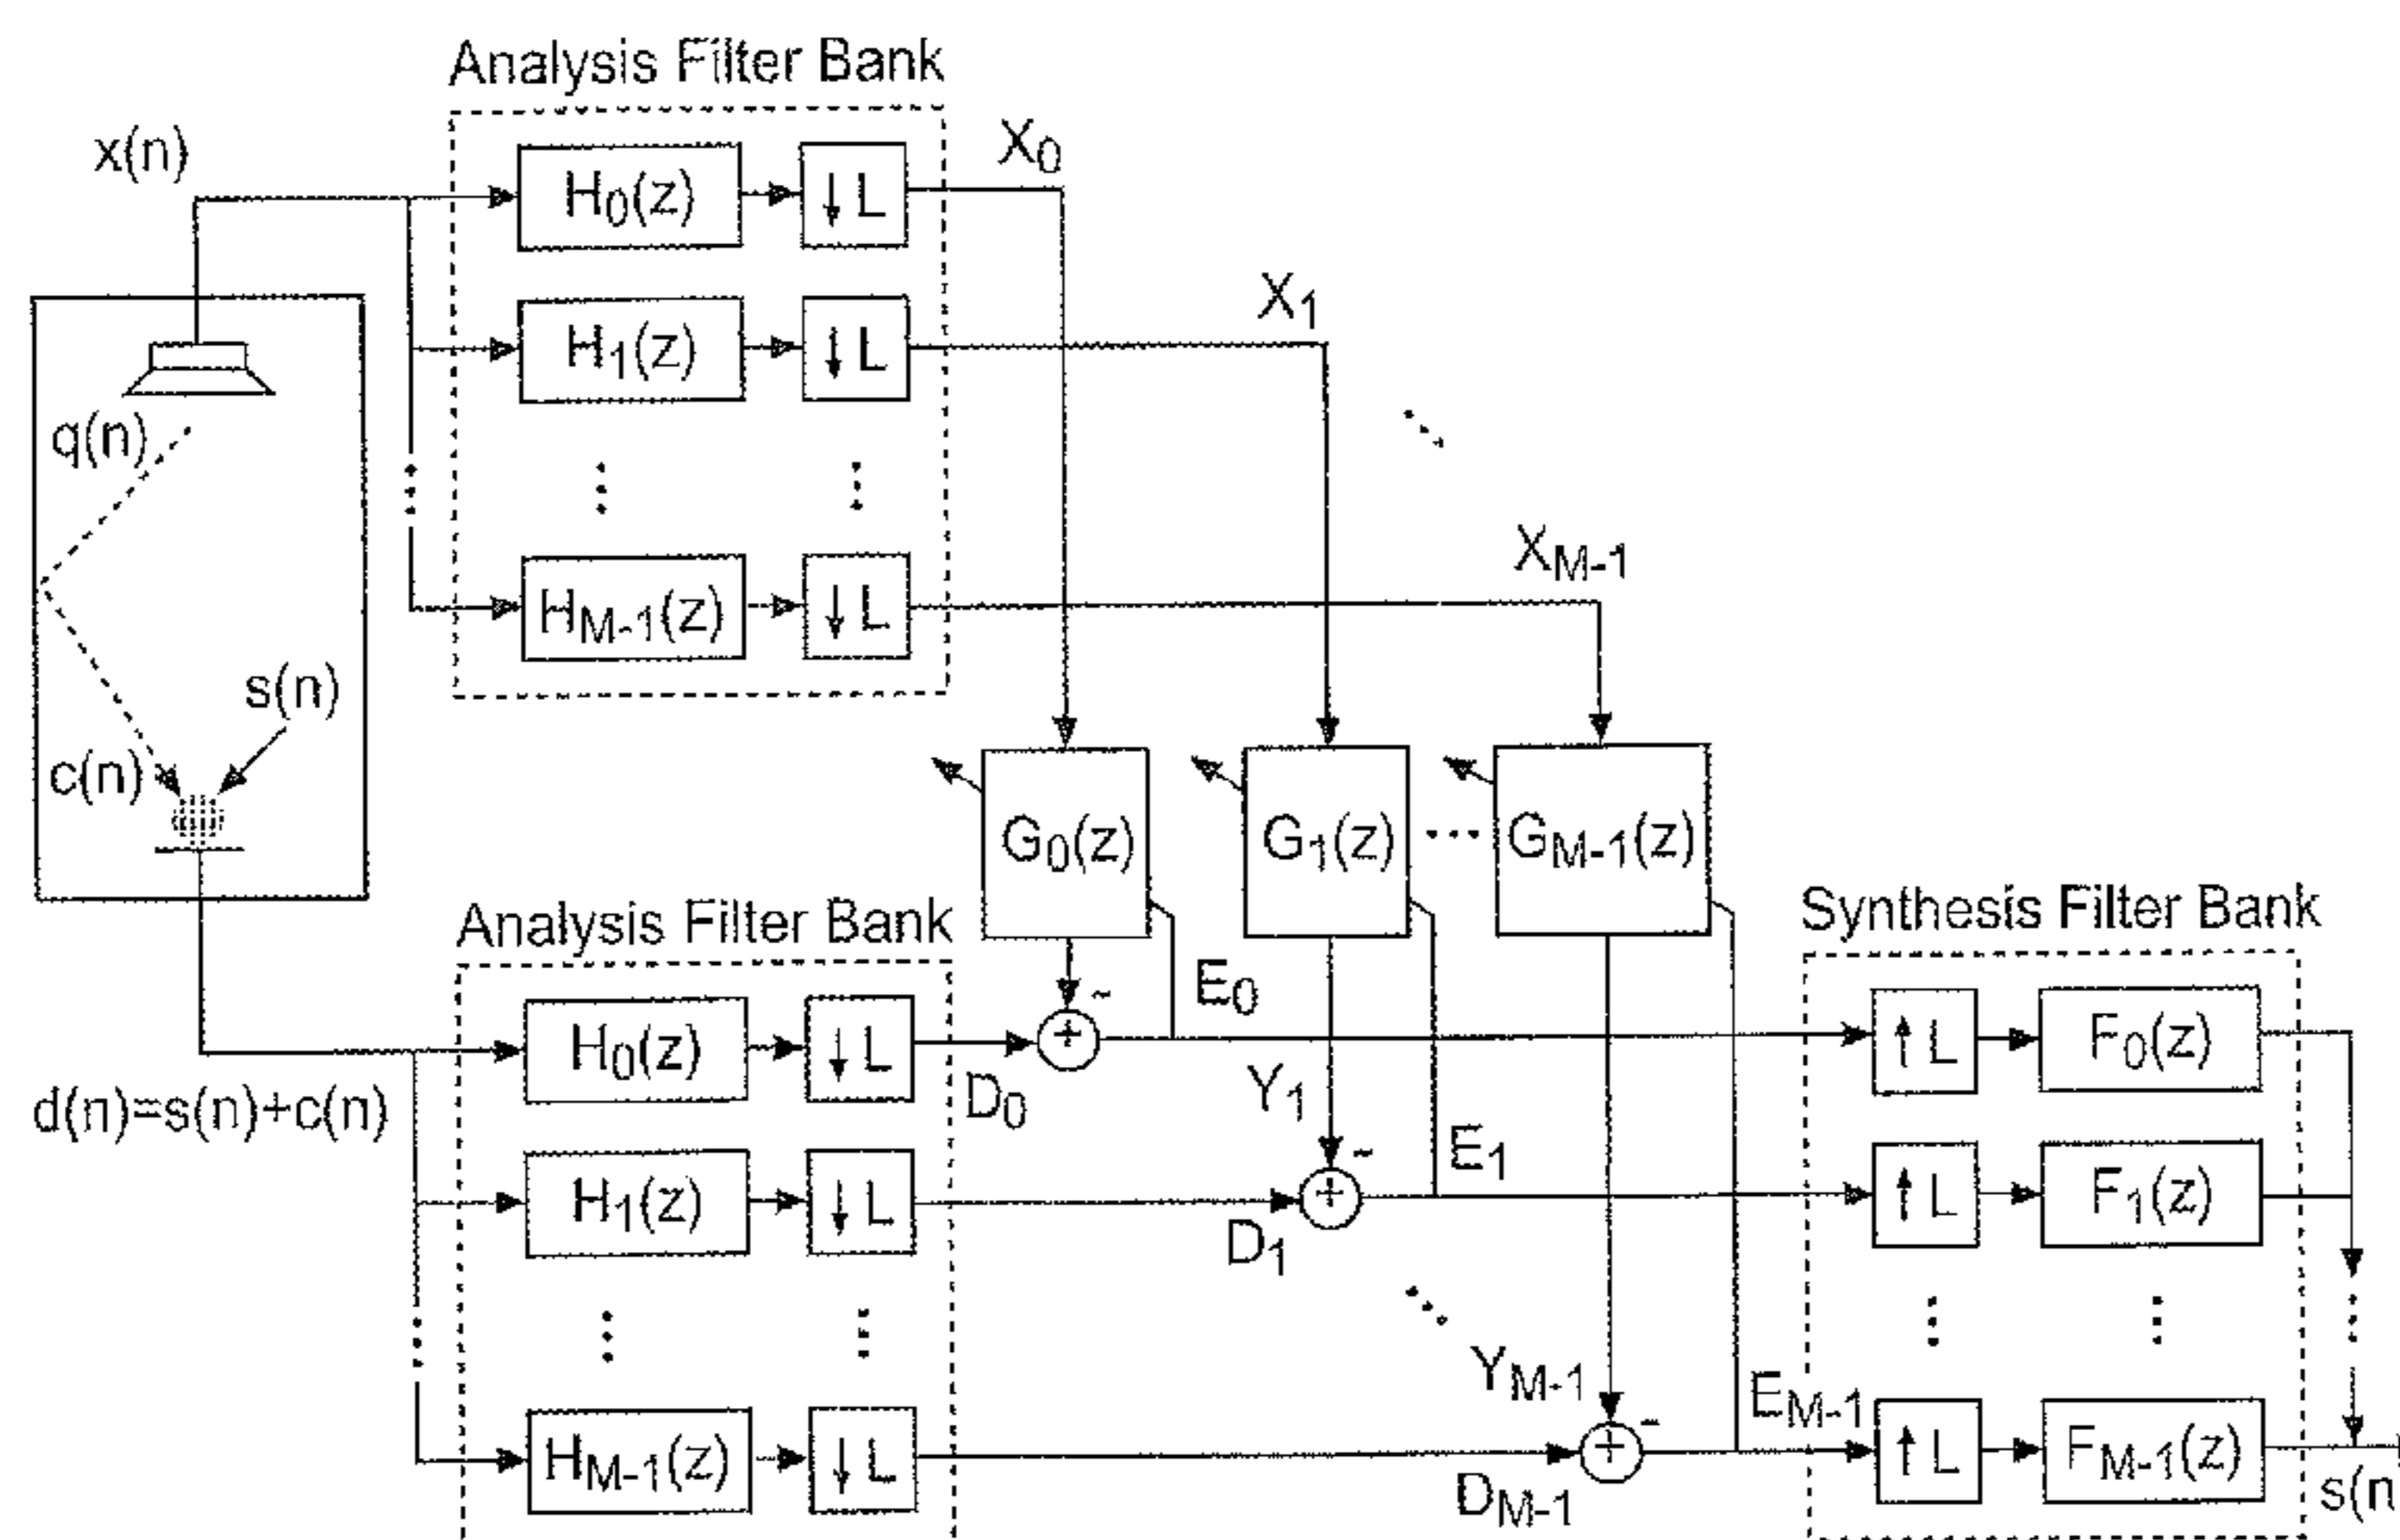 Analysis Filter Bank
x(n)
H0(z)
↓ L
X0
H1(z)
↓ L
X1
q(n)
HM-1(z)
↓ L
XM-1
s(n)
c(n)
G0(z)
G1(z)
...
GM-1(z)
Analysis Filter Bank
Synthesis Filter Bank
d(n)=s(n)+c(n)
H0(z)
↓ L
D0
+
-
E0
↑ L
F0(z)
H1(z)
↓ L
D1
Y1
+
-
E1
↑ L
F1(z)
HM-1(z)
↓ L
DM-1
YM-1
+
-
EM-1
↑ L
FM-1(z)
s(n